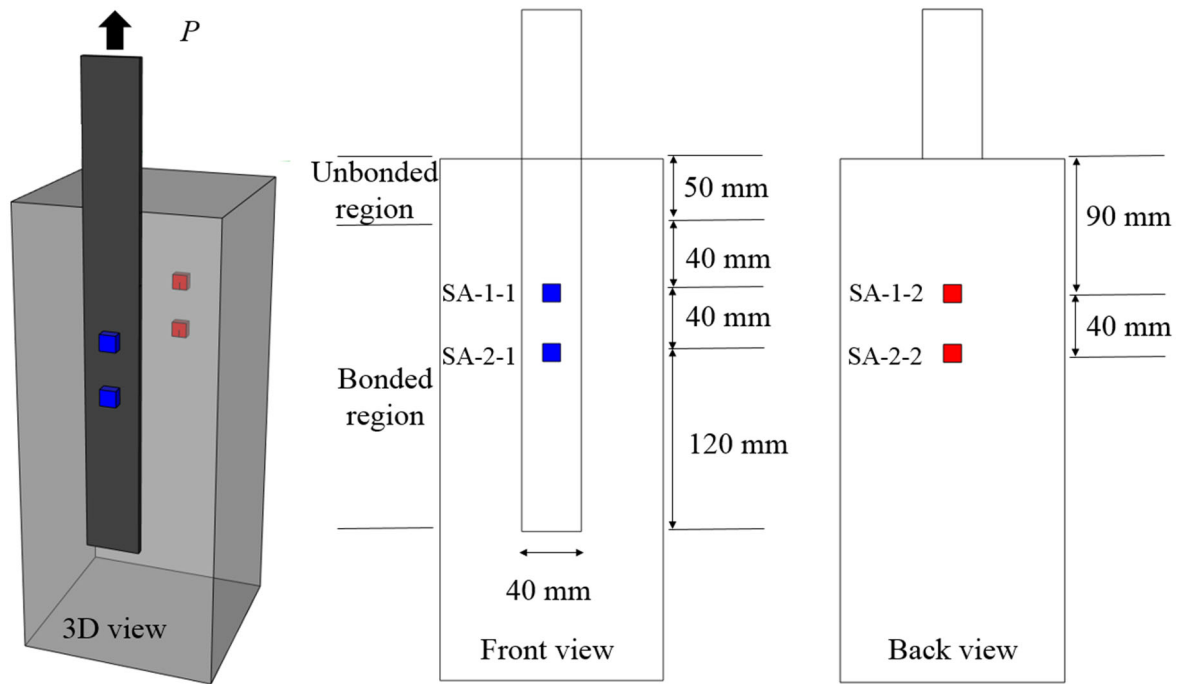 P
3D view
Unbonded
region
Bonded
region
50 mm
40 mm
SA-1-1
40 mm
SA-2-1
120 mm
40 mm
Front view
90 mm
SA-1-2
40 mm
SA-2-2
Back view